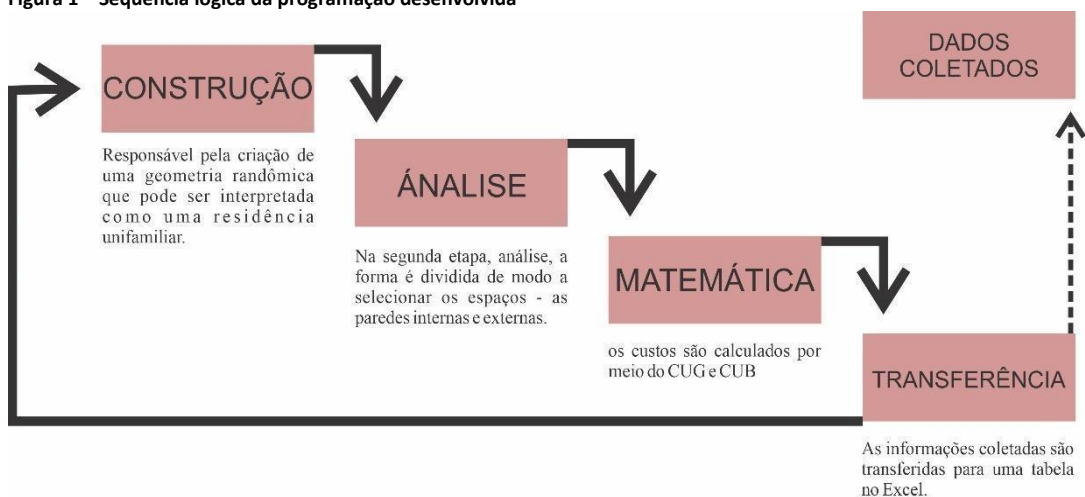 Figura 1 – Sequência lógica da programação desenvolvida
CONSTRUÇÃO
Responsável pela criação de
uma geometria randômica
que pode ser interpretada
como uma residência
unifamiliar.
ÁNALISE
Na segunda etapa, análise, a
forma é dividida de modo a
selecionar os espaços - as
paredes internas e externas.
MATEMÁTICA
os custos são calculados por
meio do CUG e CUB
TRANSFERÊNCIA
As informações coletadas são
transferidas para uma tabela
no Excel.
DADOS
COLETADOS